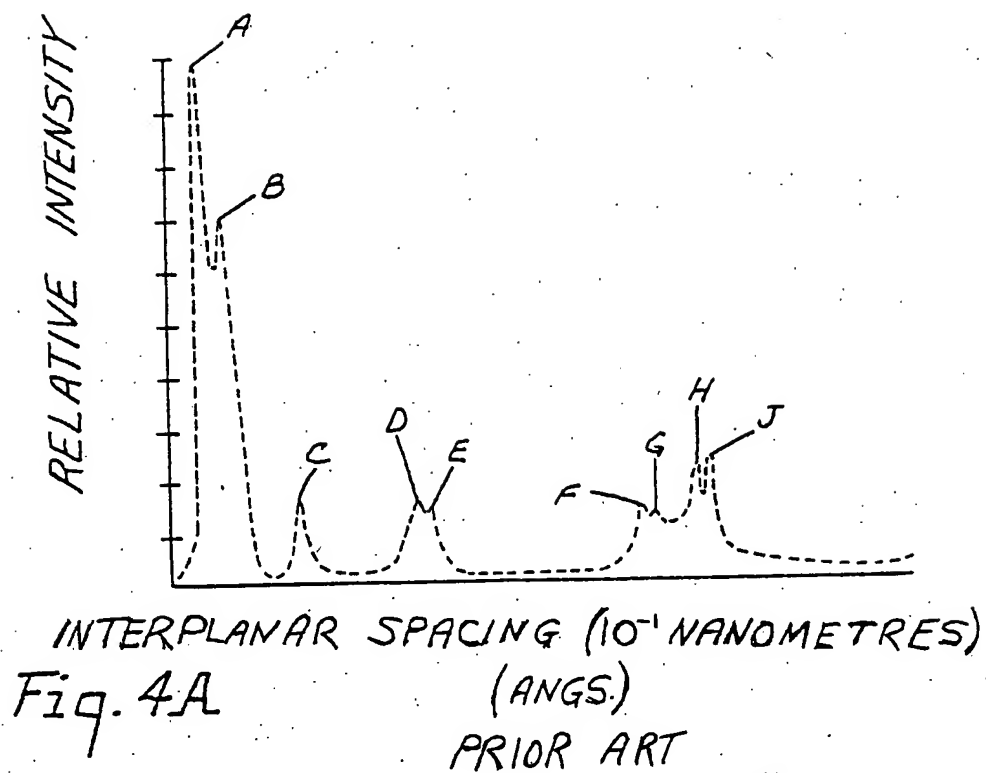 A
B
RELATIVE INTENSITY
H
D
J
C
E
G
F
INTERPLANAR SPACING (10⁻¹ NANOMETRES)
(ANGS.)
Fig. 4A
PRIOR ART